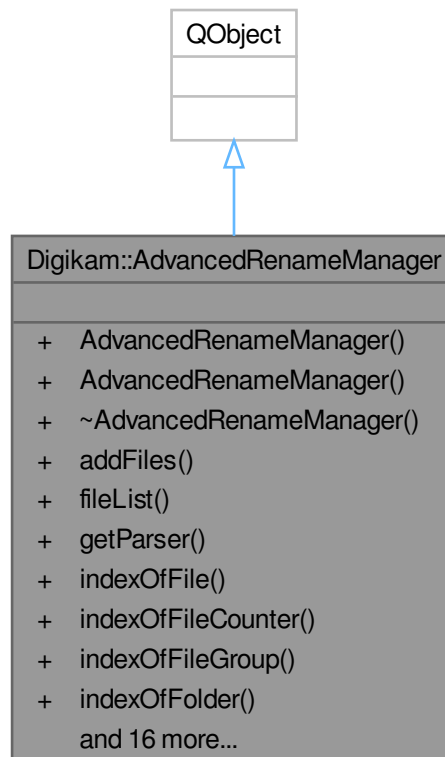 QObject
Digikam::AdvancedRenameManager
+ AdvancedRenameManager()
+ AdvancedRenameManager()
+ ~AdvancedRenameManager()
+ addFiles()
+ fileList()
+ getParser()
+ indexOfFile()
+ indexOfFileCounter()
+ indexOfFileGroup()
+ indexOfFolder()
and 16 more...